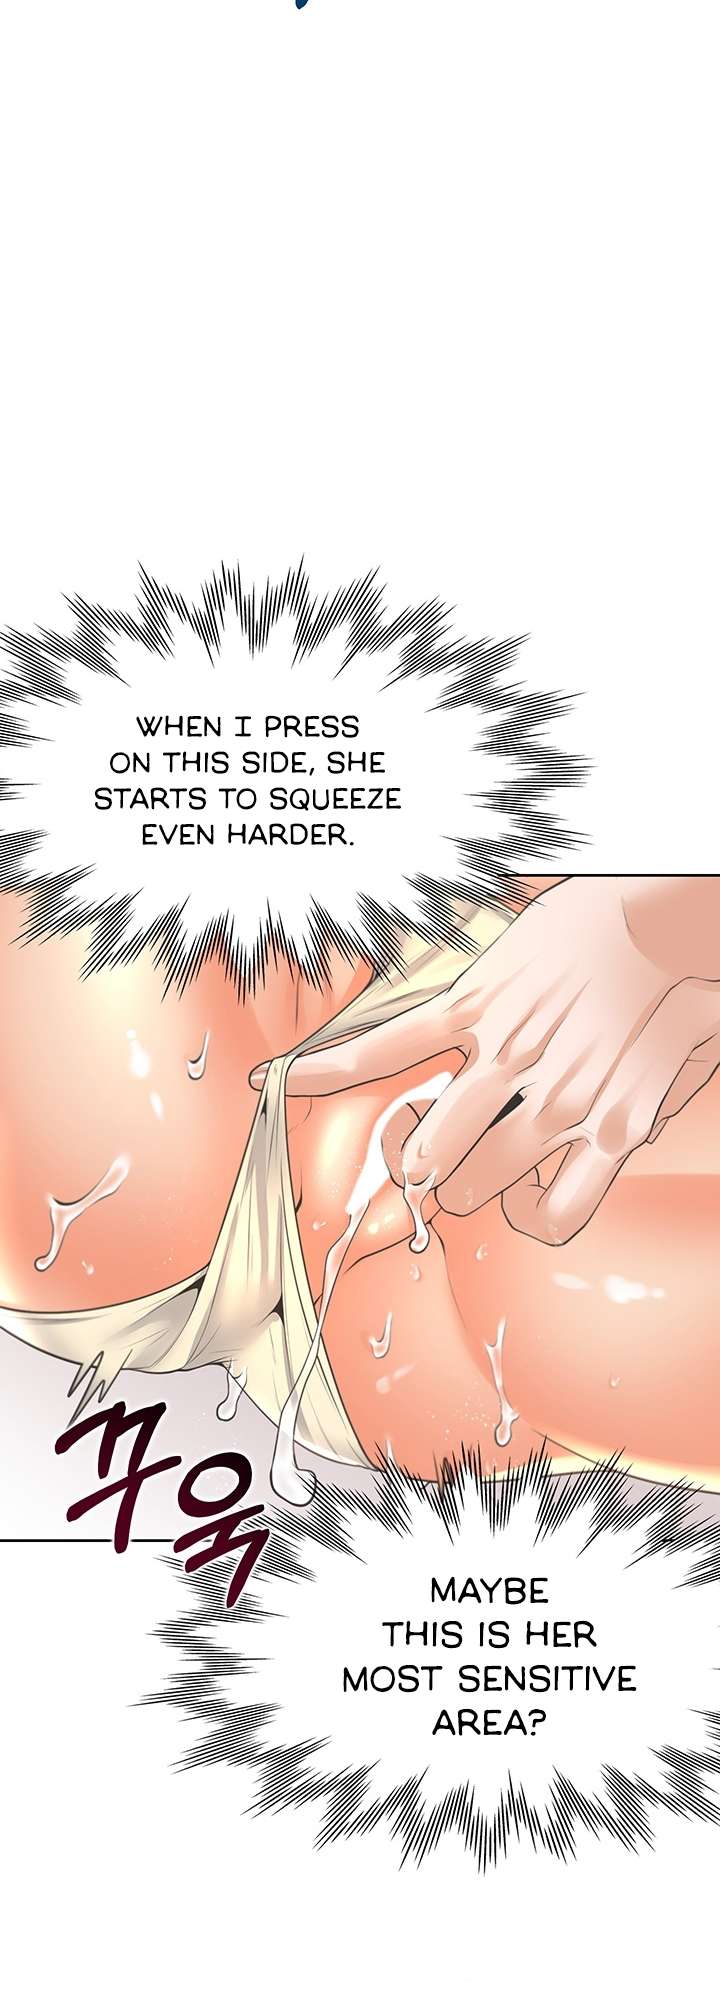 WHEN I PRESS
ON THIS SIDE, SHE
STARTS TO SQUEEZE
EVEN HARDER.
꾸욱
MAYBE
THIS IS HER
MOST SENSITIVE
AREA?